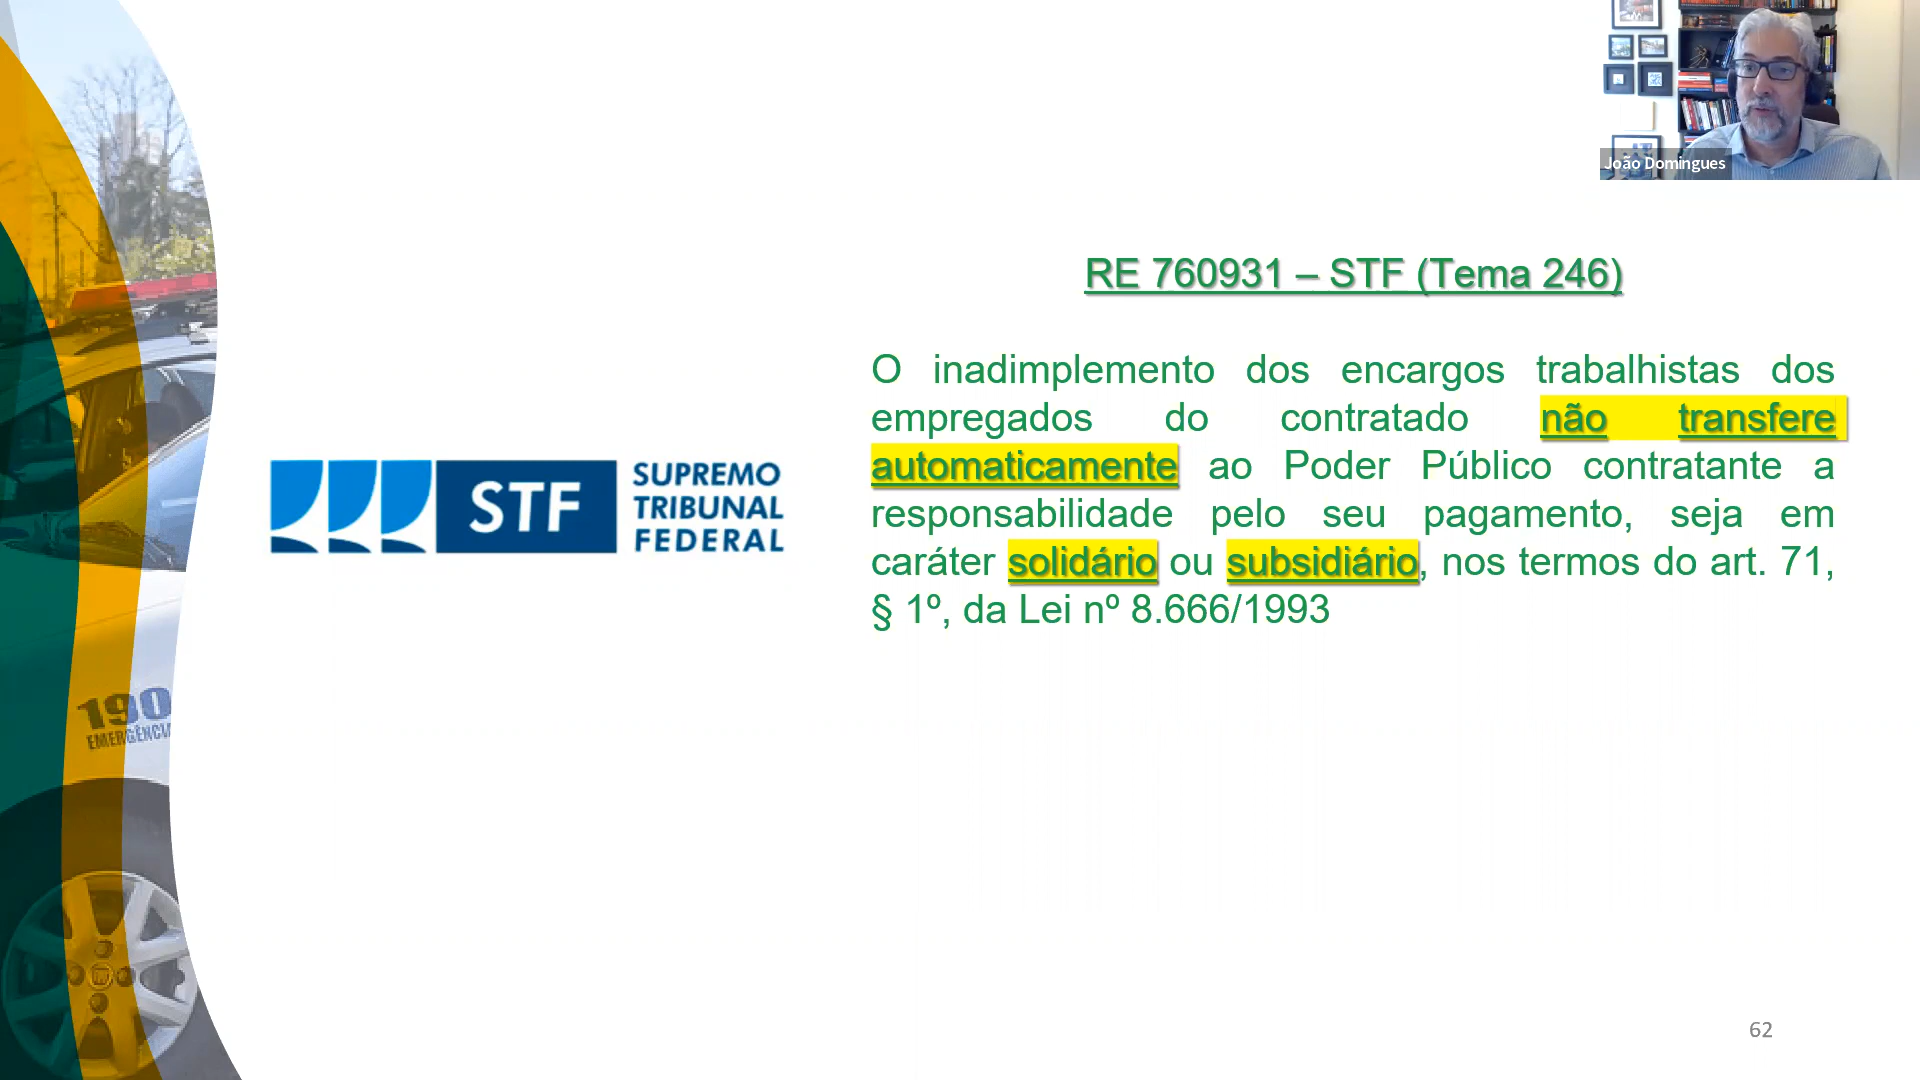 João Domingues
RE 760931 – STF (Tema 246)
O inadimplemento dos encargos trabalhistas dos
empregados do contratado não transfere
automaticamente ao Poder Público contratante a
responsabilidade pelo seu pagamento, seja em
caráter solidário ou subsidiário, nos termos do art. 71,
§ 1º, da Lei nº 8.666/1993
STF
SUPREMO
TRIBUNAL
FEDERAL
190
EMERGÊNCIA
62